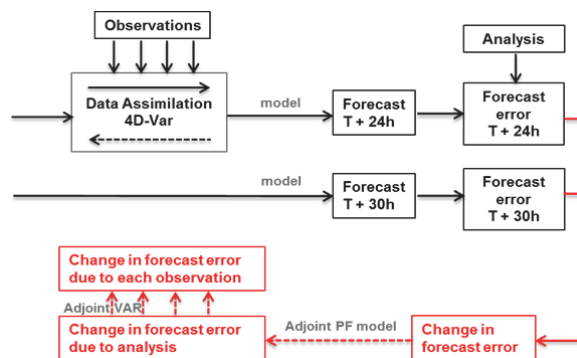 Observations
Analysis
Data Assimilation
4D-Var
model
Forecast
T + 24h
Forecast
error
T + 24h
model
Forecast
T + 30h
Forecast
error
T + 30h
Change in forecast error
due to each observation
Adjoint VAR
Change in forecast error
due to analysis
Adjoint PF model
Change in
forecast error